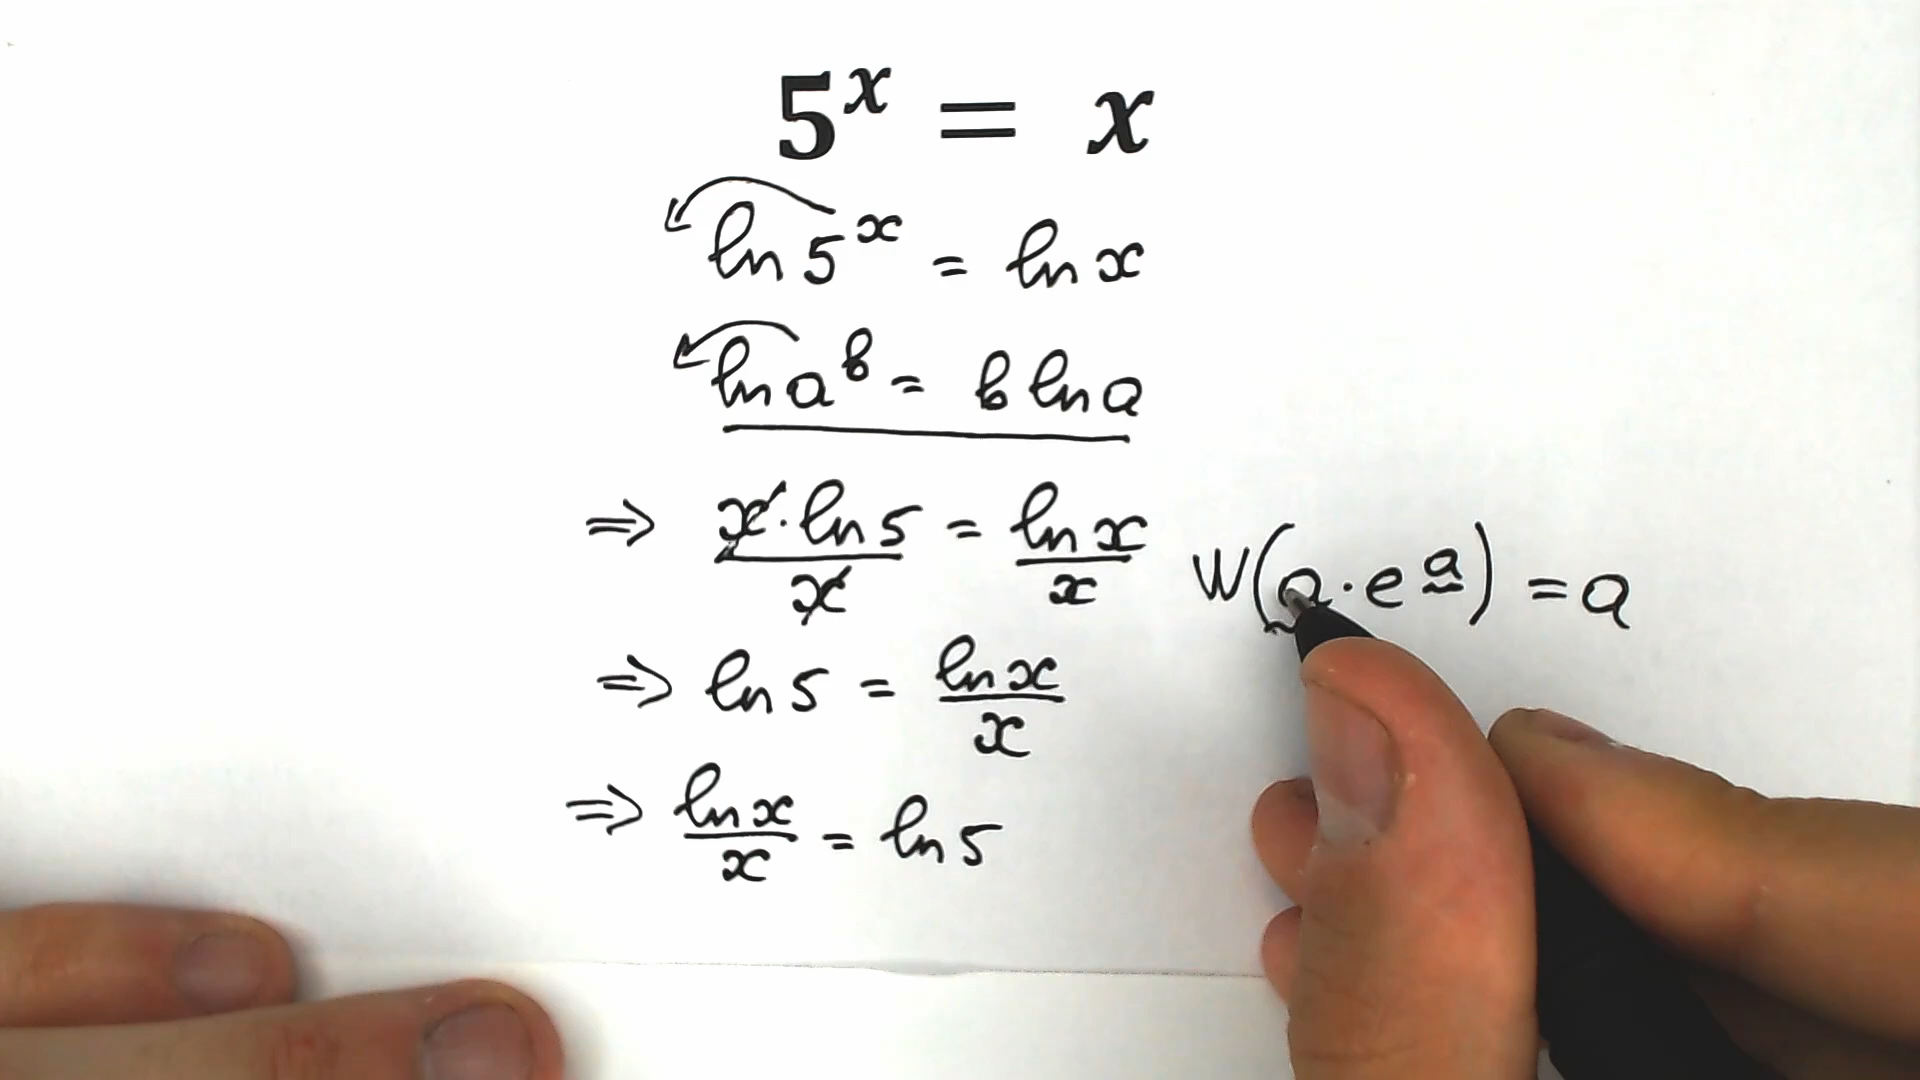 5^x = x
ln 5^x = ln x
ln a^b = b ln a
⇒ x · ln 5 / x = ln x / x
W(a · e^a) = a
⇒ ln 5 = ln x / x
⇒ ln x / x = ln 5